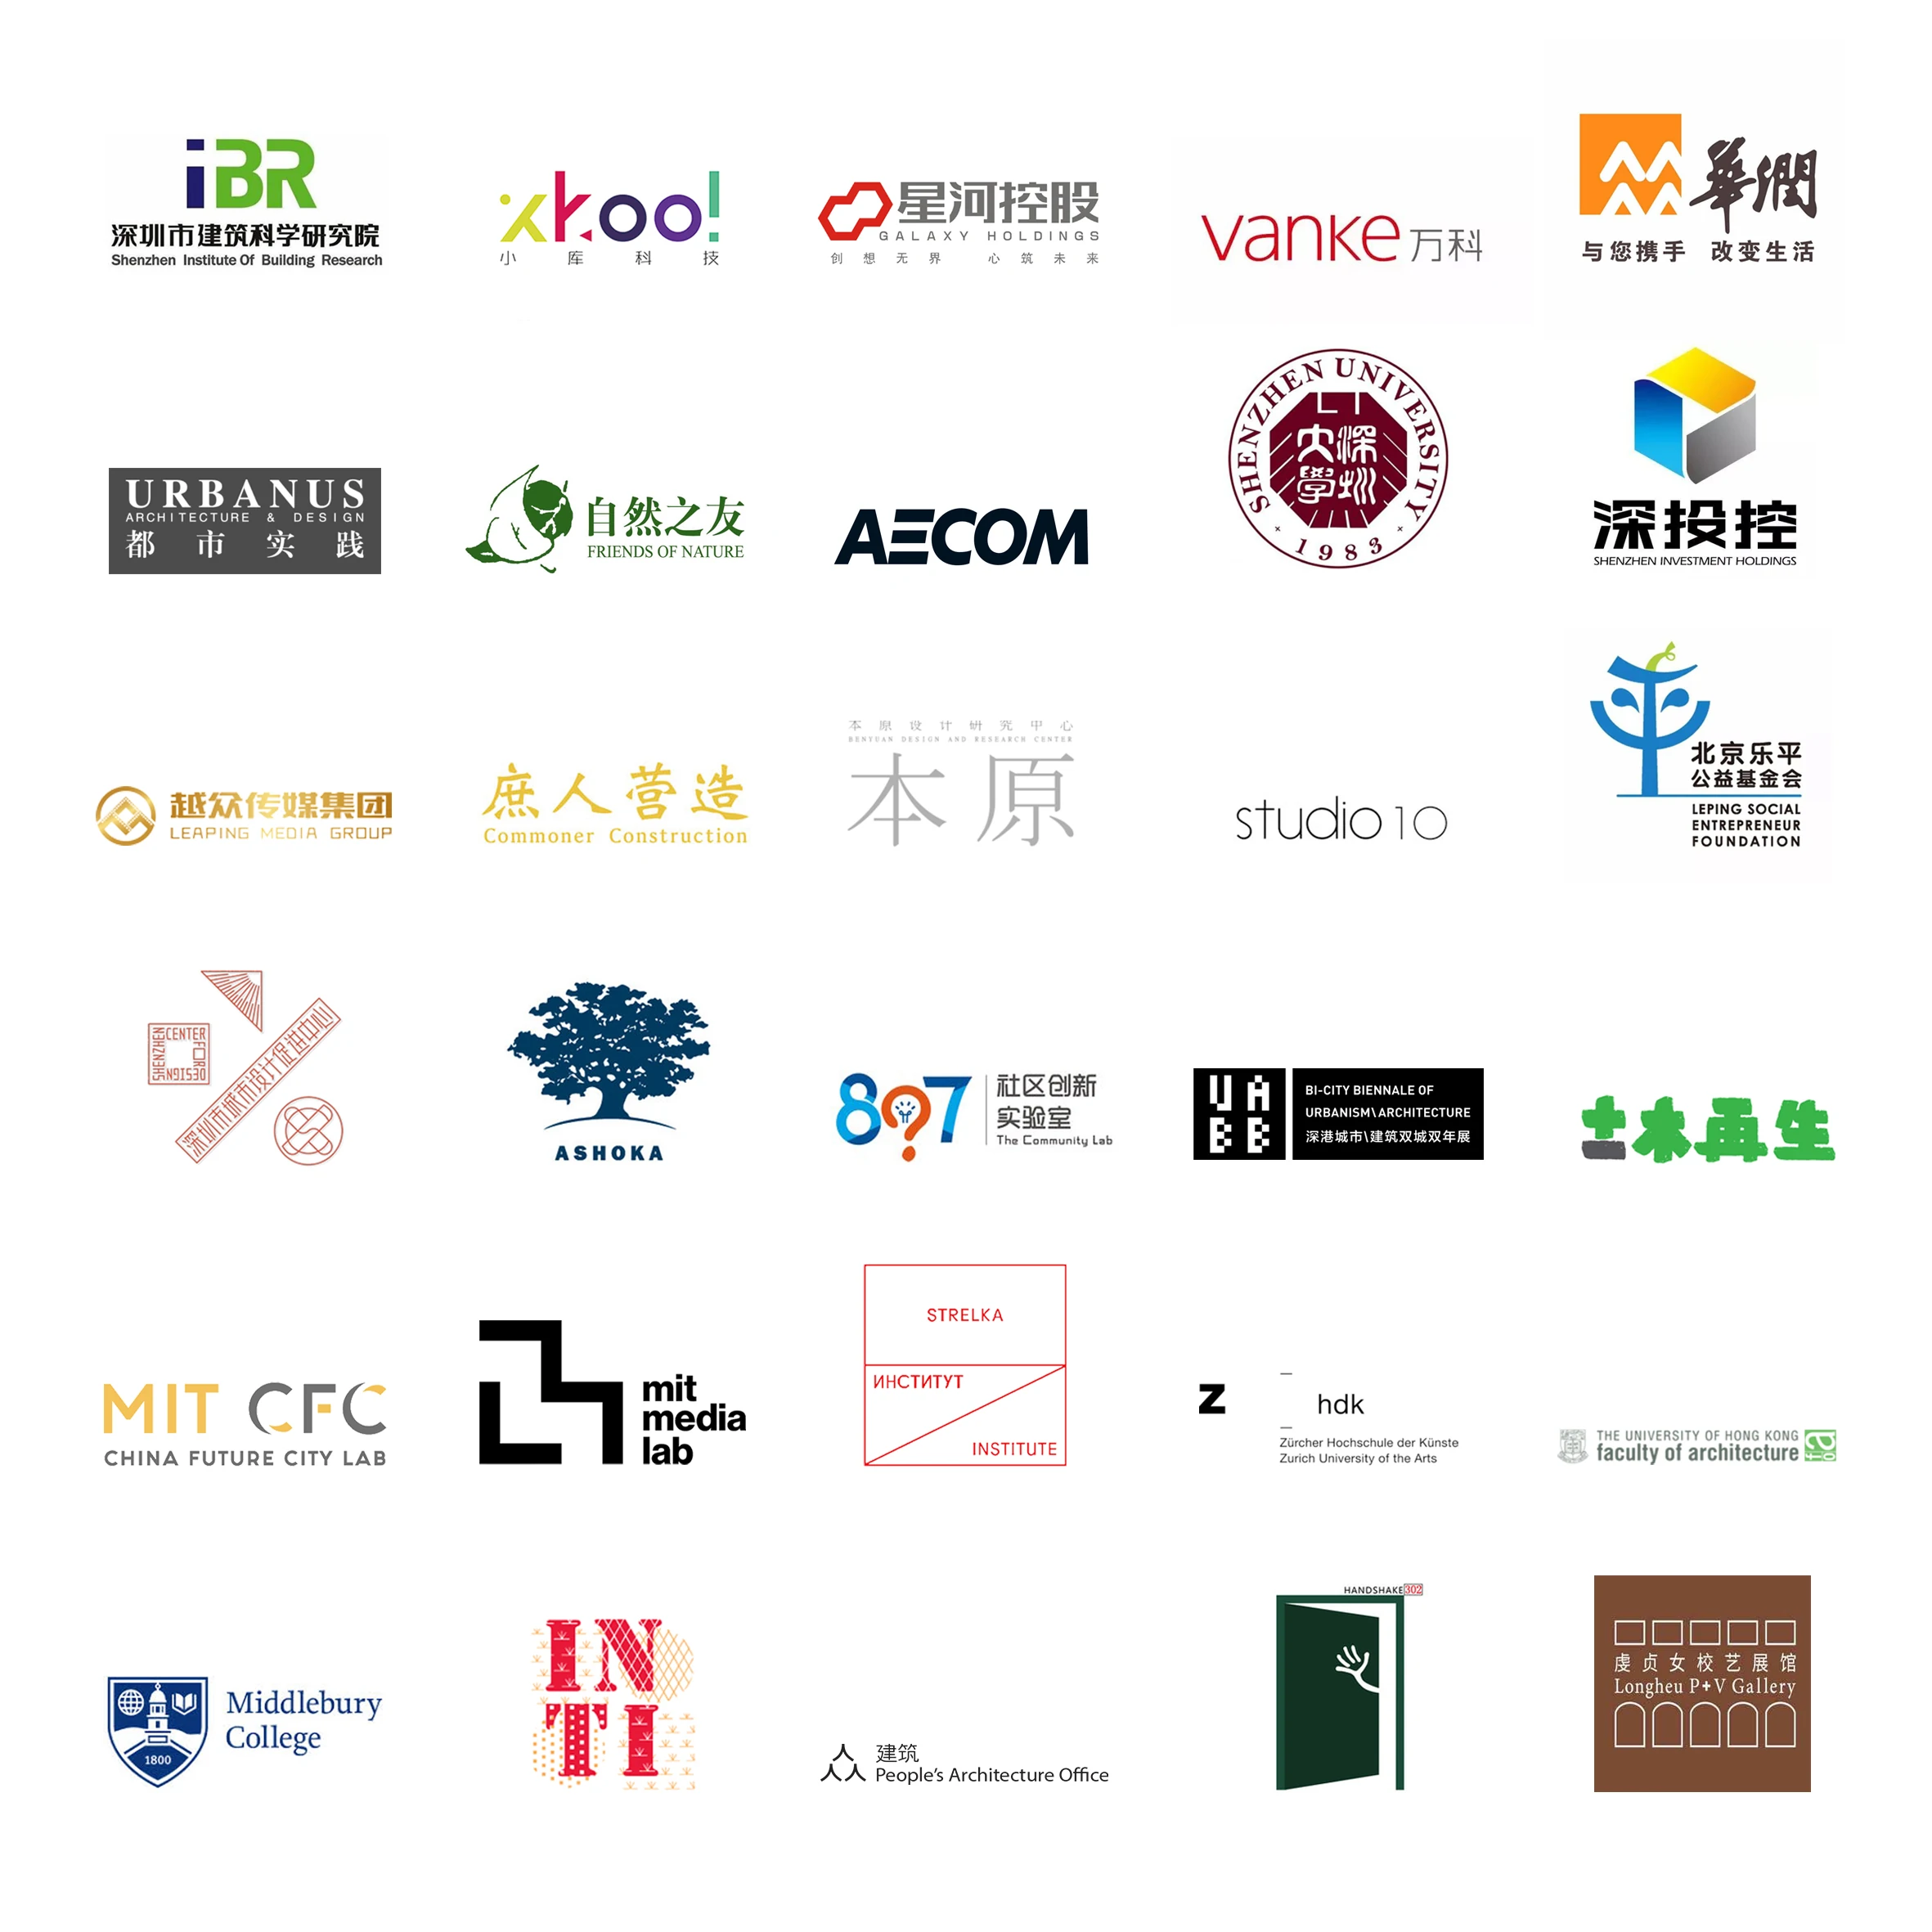 iBR
深圳市建筑科学研究院
Shenzhen Institute Of Building Research
xkoo!
小库科技
星河控股
GALAXY HOLDINGS
创想无界 心筑未来
vanke 万科
華潤
与您携手 改变生活
URBANUS
ARCHITECTURE & DESIGN
都市实践
自然之友
FRIENDS OF NATURE
AECOM
SHENZHEN UNIVERSITY
深圳大學
1983
深投控
SHENZHEN INVESTMENT HOLDINGS
越众传媒集团
LEAPING MEDIA GROUP
庶人营造
Commoner Construction
本原设计研究中心
BENYUAN DESIGN AND RESEARCH CENTER
本原
studio 10
北京乐平
公益基金会
LEPING SOCIAL
ENTREPRENEUR
FOUNDATION
SHENZHEN CENTER FOR DESIGN
深圳市城市设计促进中心
ASHOKA
897
社区创新
实验室
The Community Lab
UABB
BI-CITY BIENNALE OF
URBANISM\ARCHITECTURE
深港城市\建筑双城双年展
土木再生
MIT CFC
CHINA FUTURE CITY LAB
mit
media
lab
STRELKA
ИНСТИТУТ
INSTITUTE
Z
hdk
Zürcher Hochschule der Künste
Zurich University of the Arts
THE UNIVERSITY OF HONG KONG
faculty of architecture
foa
1800
Middlebury
College
IN
TI
人人人
建筑
People's Architecture Office
HANDSHAKE302
虔贞女校艺展馆
Longheu P+V Gallery